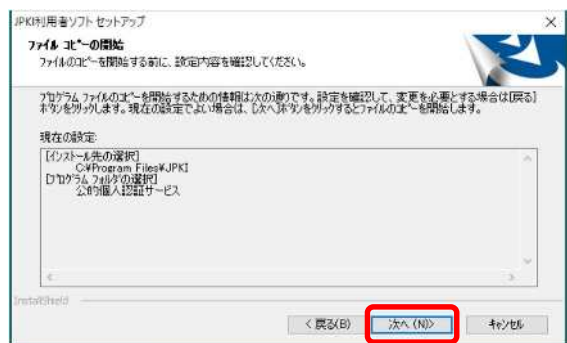 JPKI利用者ソフト セットアップ
ファイル コピーの開始
ファイルのコピーを開始する前に、設定内容を確認してください。
プログラム ファイルのコピーを開始するための情報は次の通りです。設定を確認して、変更を必要とする場合は[戻る]
ボタンをクリックします。現在の設定でよい場合は、[次へ]ボタンをクリックするとファイルのコピーを開始します。
現在の設定:
[インストール先の選択]
C:¥Program Files¥JPKI
[プログラム フォルダの選択]
公的個人認証サービス
InstallShield
< 戻る(B)
次へ (N)>
キャンセル